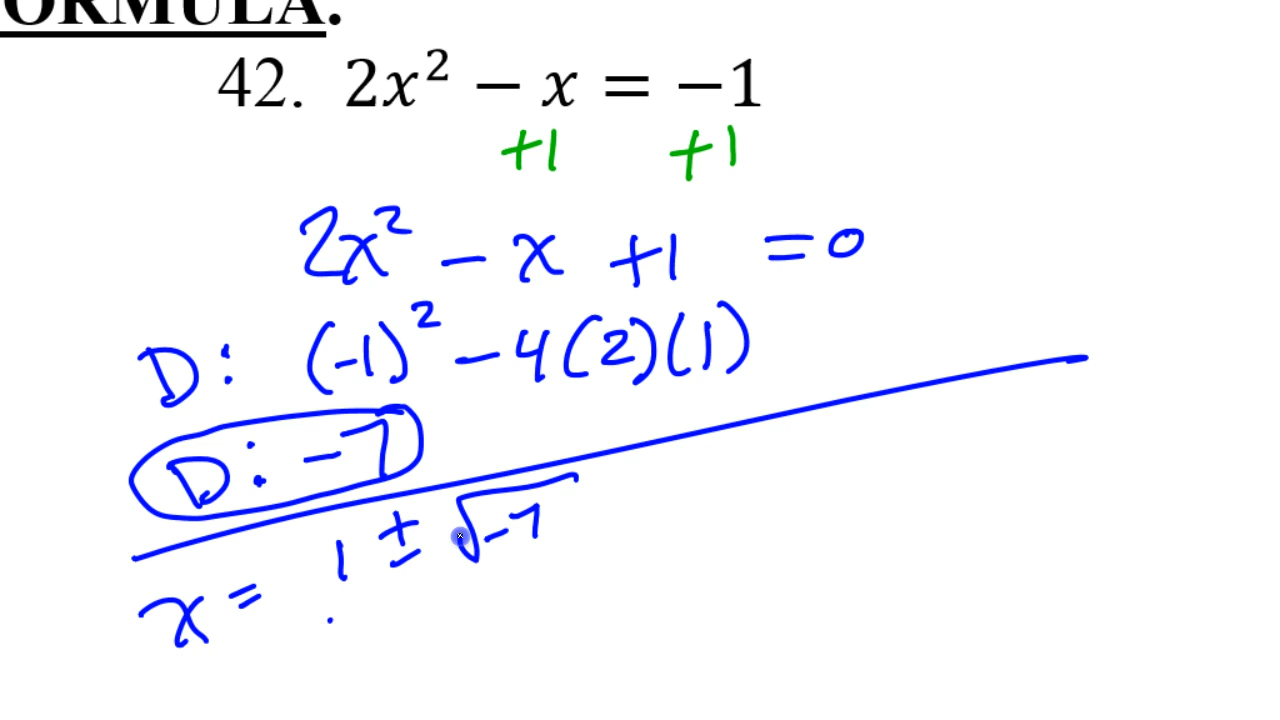 ORMULA.
42. 2x² − x = −1
+1 +1
2x² − x +1 = 0
D: (-1)² − 4(2)(1)
D: −7
x = 1 ± √−7